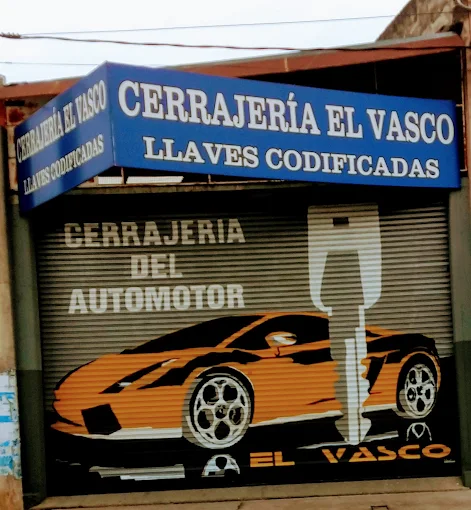 CERRAJERÍA EL VASCO
LLAVES CODIFICADAS
CERRAJERÍA EL VASCO
LLAVES CODIFICADAS
CERRAJERIA
DEL
AUTOMOTOR
EL VASCO